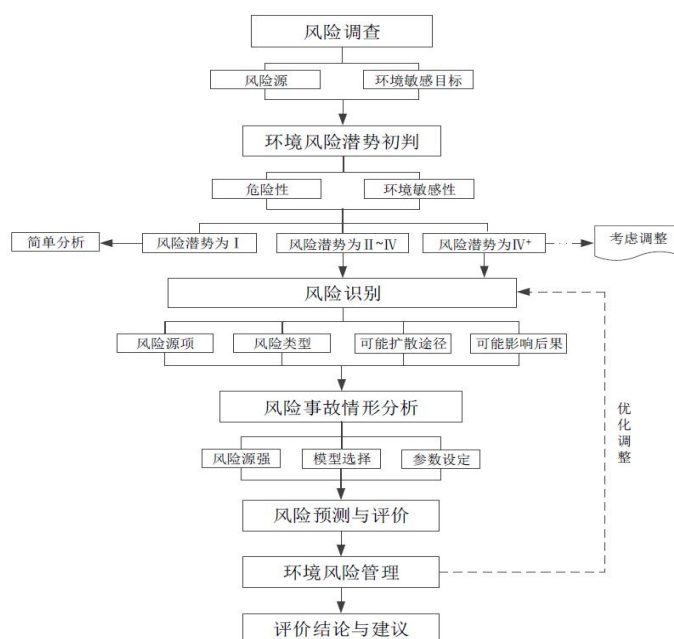 风险调查
风险源
环境敏感目标
环境风险潜势初判
危险性
环境敏感性
简单分析
风险潜势为Ⅰ
风险潜势为Ⅱ~Ⅳ
风险潜势为Ⅳ⁺
考虑调整
风险识别
风险源项
风险类型
可能扩散途径
可能影响后果
风险事故情形分析
风险源强
模型选择
参数设定
优化调整
风险预测与评价
环境风险管理
评价结论与建议